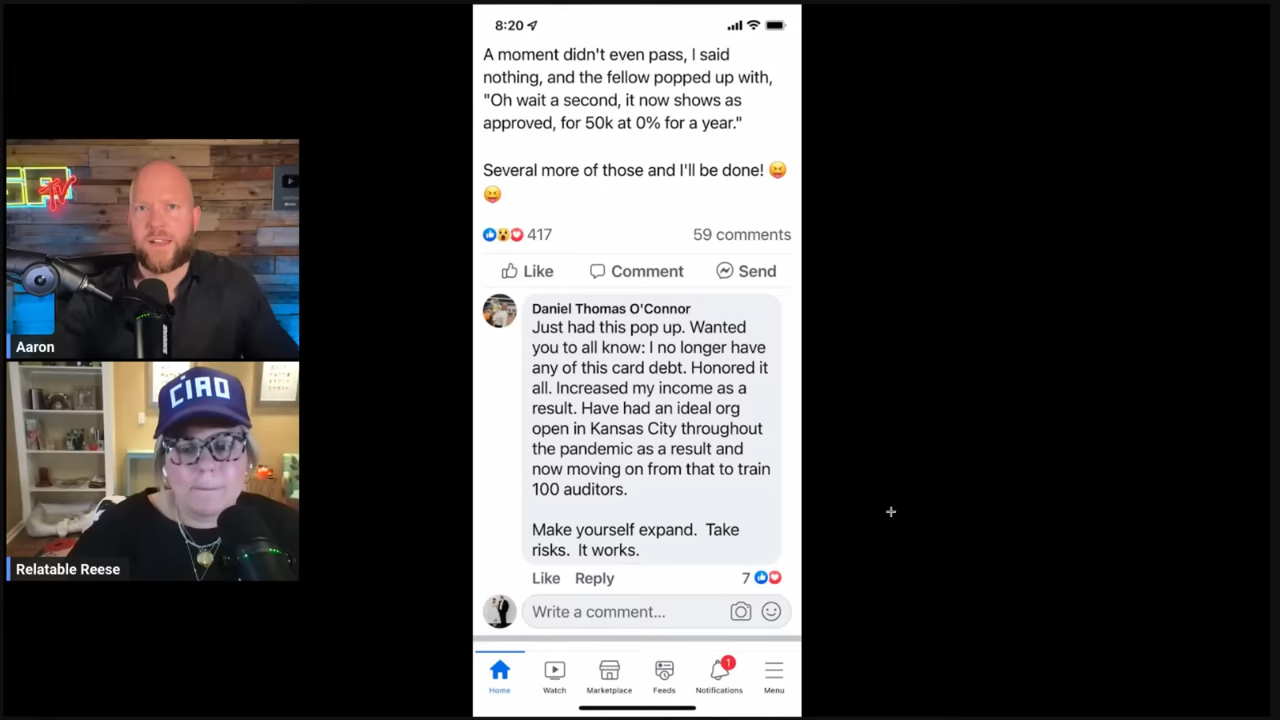 8:20
A moment didn't even pass, I said
nothing, and the fellow popped up with,
"Oh wait a second, it now shows as
approved, for 50k at 0% for a year."
Several more of those and I'll be done! 😝
😝
417
59 comments
Like
Comment
Send
Daniel Thomas O'Connor
Just had this pop up. Wanted
you to all know: I no longer have
any of this card debt. Honored it
all. Increased my income as a
result. Have had an ideal org
open in Kansas City throughout
the pandemic as a result and
now moving on from that to train
100 auditors.
Make yourself expand. Take
risks. It works.
Like Reply
7
Write a comment...
Home
Watch
Marketplace
Feeds
1
Notifications
Menu
TV
Aaron
CIAO
Relatable Reese